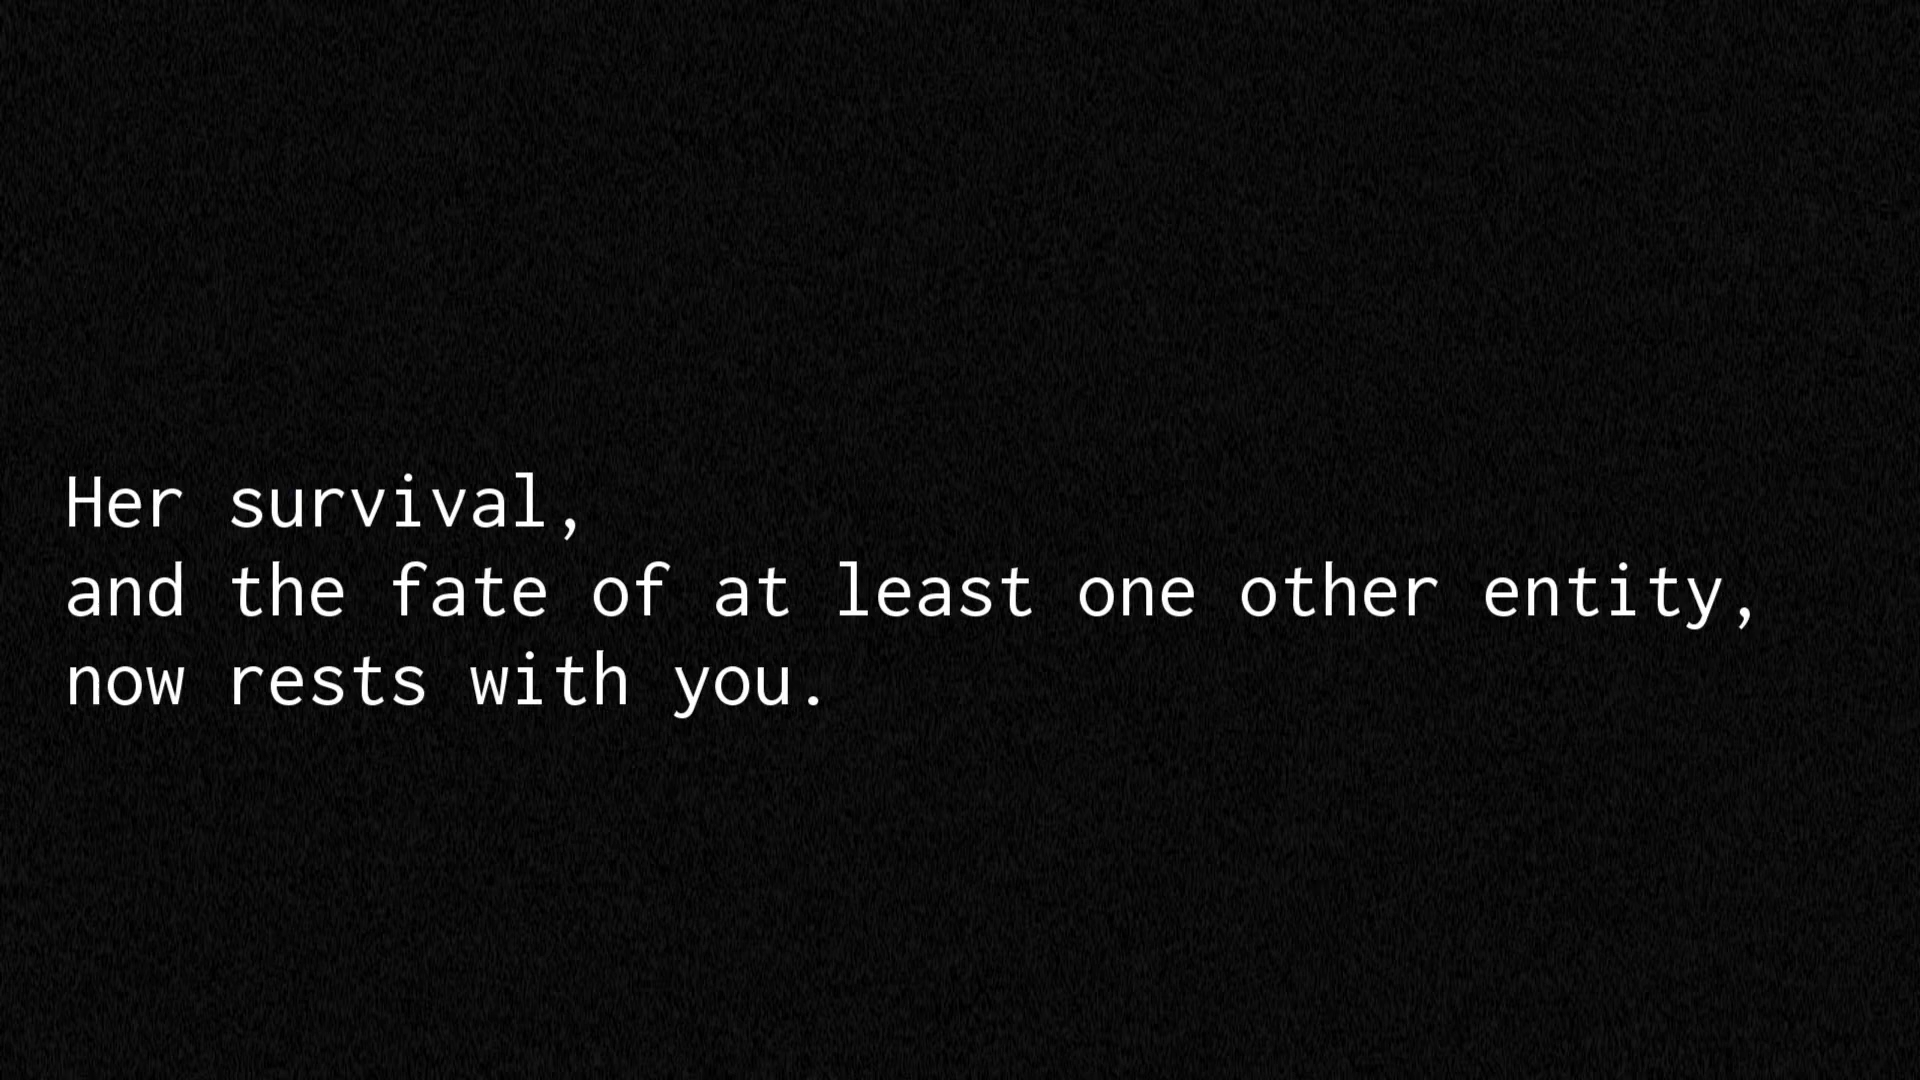 Her survival,
and the fate of at least one other entity,
now rests with you.